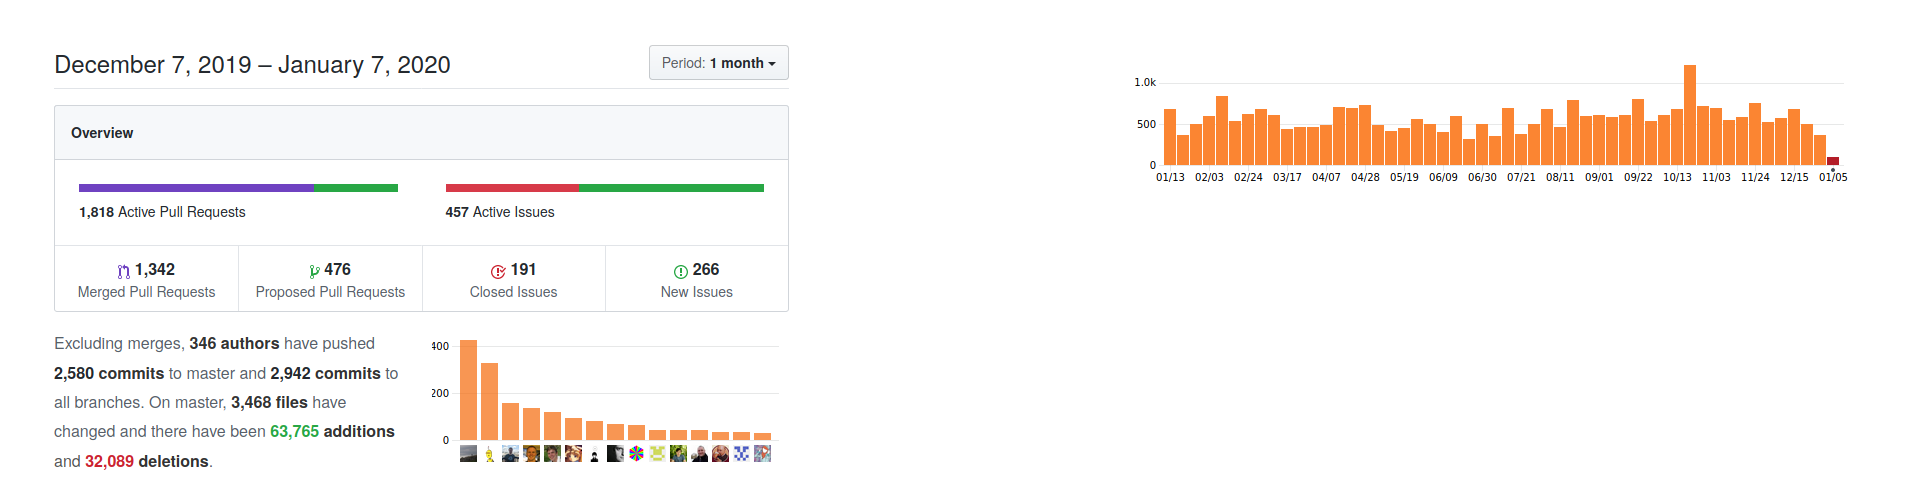 December 7, 2019 – January 7, 2020
Period: 1 month
Overview
1,818 Active Pull Requests
457 Active Issues
1,342
Merged Pull Requests
476
Proposed Pull Requests
191
Closed Issues
266
New Issues
Excluding merges, 346 authors have pushed
2,580 commits to master and 2,942 commits to
all branches. On master, 3,468 files have
changed and there have been 63,765 additions
and 32,089 deletions.
400
200
0
1.0k
500
0
01/13 02/03 02/24 03/17 04/07 04/28 05/19 06/09 06/30 07/21 08/11 09/01 09/22 10/13 11/03 11/24 12/15 01/05